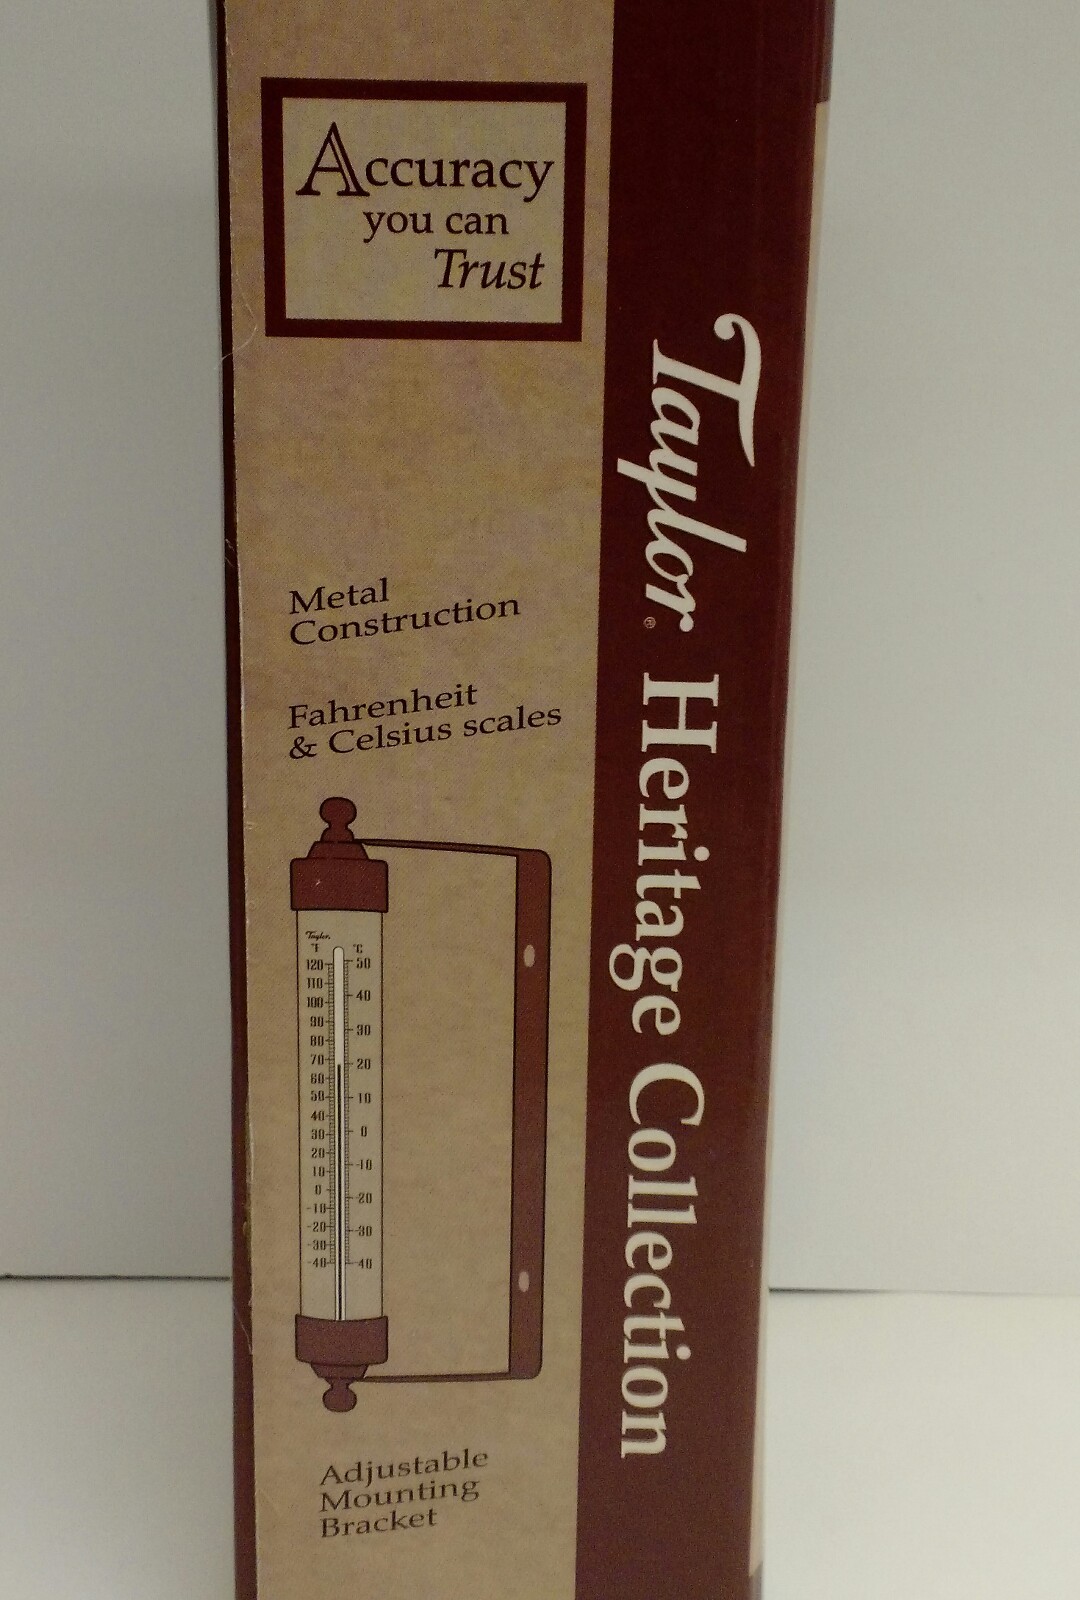 Accuracy
you can
Trust
Metal
Construction
Fahrenheit
& Celsius scales
Taylor
°F °C
120 50
110
100 40
90
80 30
70
60 20
50
40 10
30
20 0
10
0 -10
-10
-20 -20
-30 -30
-40 -40
Adjustable
Mounting
Bracket
Taylor® Heritage Collection